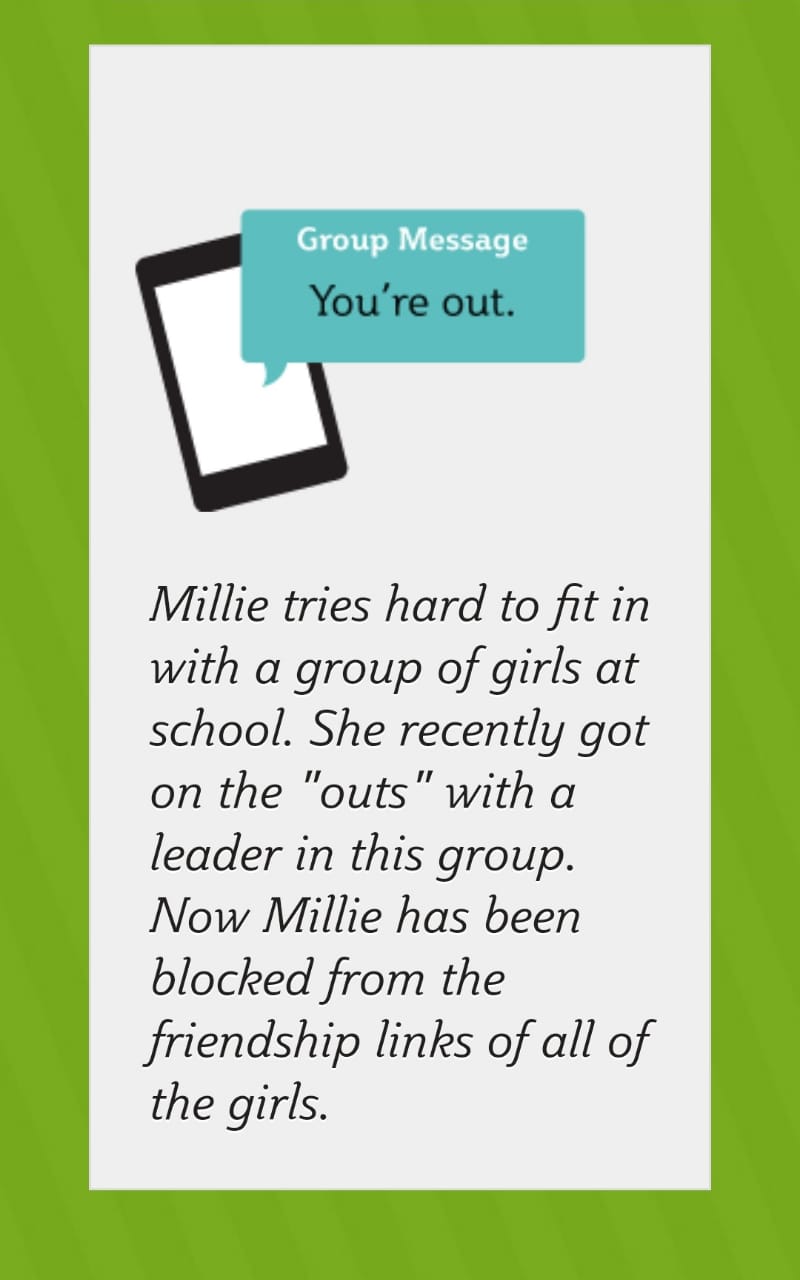 Group Message
You're out.
Millie tries hard to fit in
with a group of girls at
school. She recently got
on the "outs" with a
leader in this group.
Now Millie has been
blocked from the
friendship links of all of
the girls.